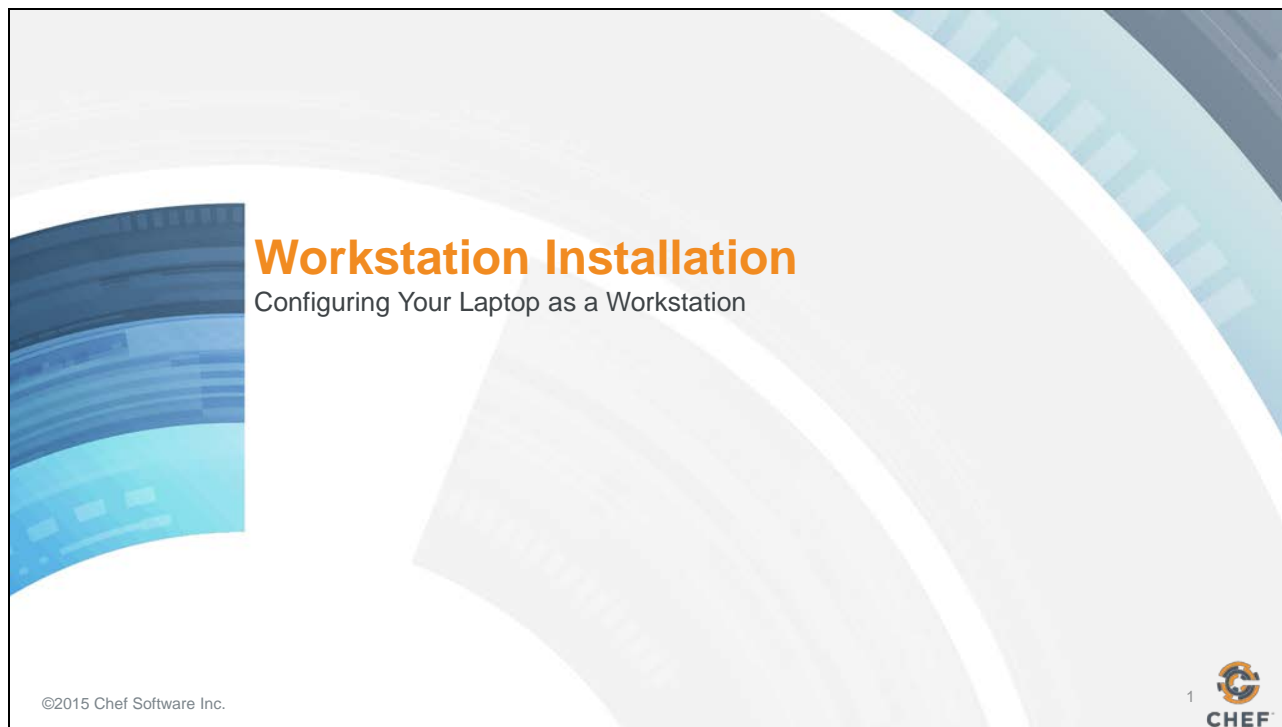 Workstation Installation
Configuring Your Laptop as a Workstation
©2015 Chef Software Inc.
1
CHEF